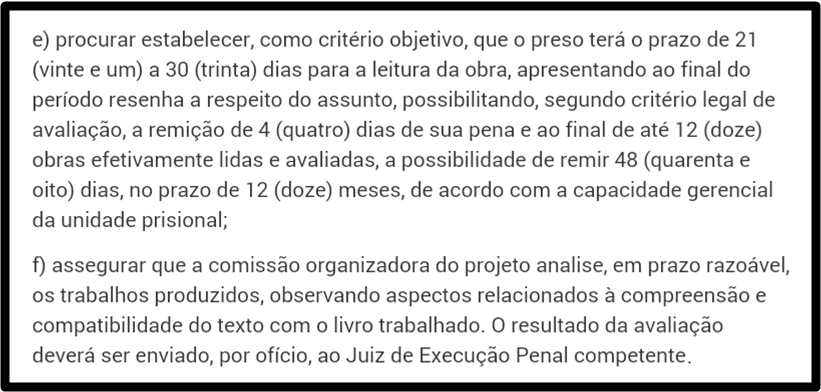 e) procurar estabelecer, como critério objetivo, que o preso terá o prazo de 21
(vinte e um) a 30 (trinta) dias para a leitura da obra, apresentando ao final do
período resenha a respeito do assunto, possibilitando, segundo critério legal de
avaliação, a remição de 4 (quatro) dias de sua pena e ao final de até 12 (doze)
obras efetivamente lidas e avaliadas, a possibilidade de remir 48 (quarenta e
oito) dias, no prazo de 12 (doze) meses, de acordo com a capacidade gerencial
da unidade prisional;
f) assegurar que a comissão organizadora do projeto analise, em prazo razoável,
os trabalhos produzidos, observando aspectos relacionados à compreensão e
compatibilidade do texto com o livro trabalhado. O resultado da avaliação
deverá ser enviado, por ofício, ao Juiz de Execução Penal competente.